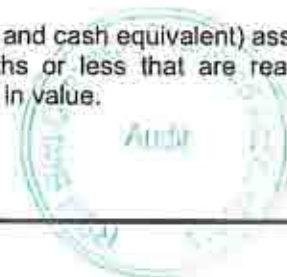 and cash equivalent) ass
ths or less that are rea
in value.
Audit